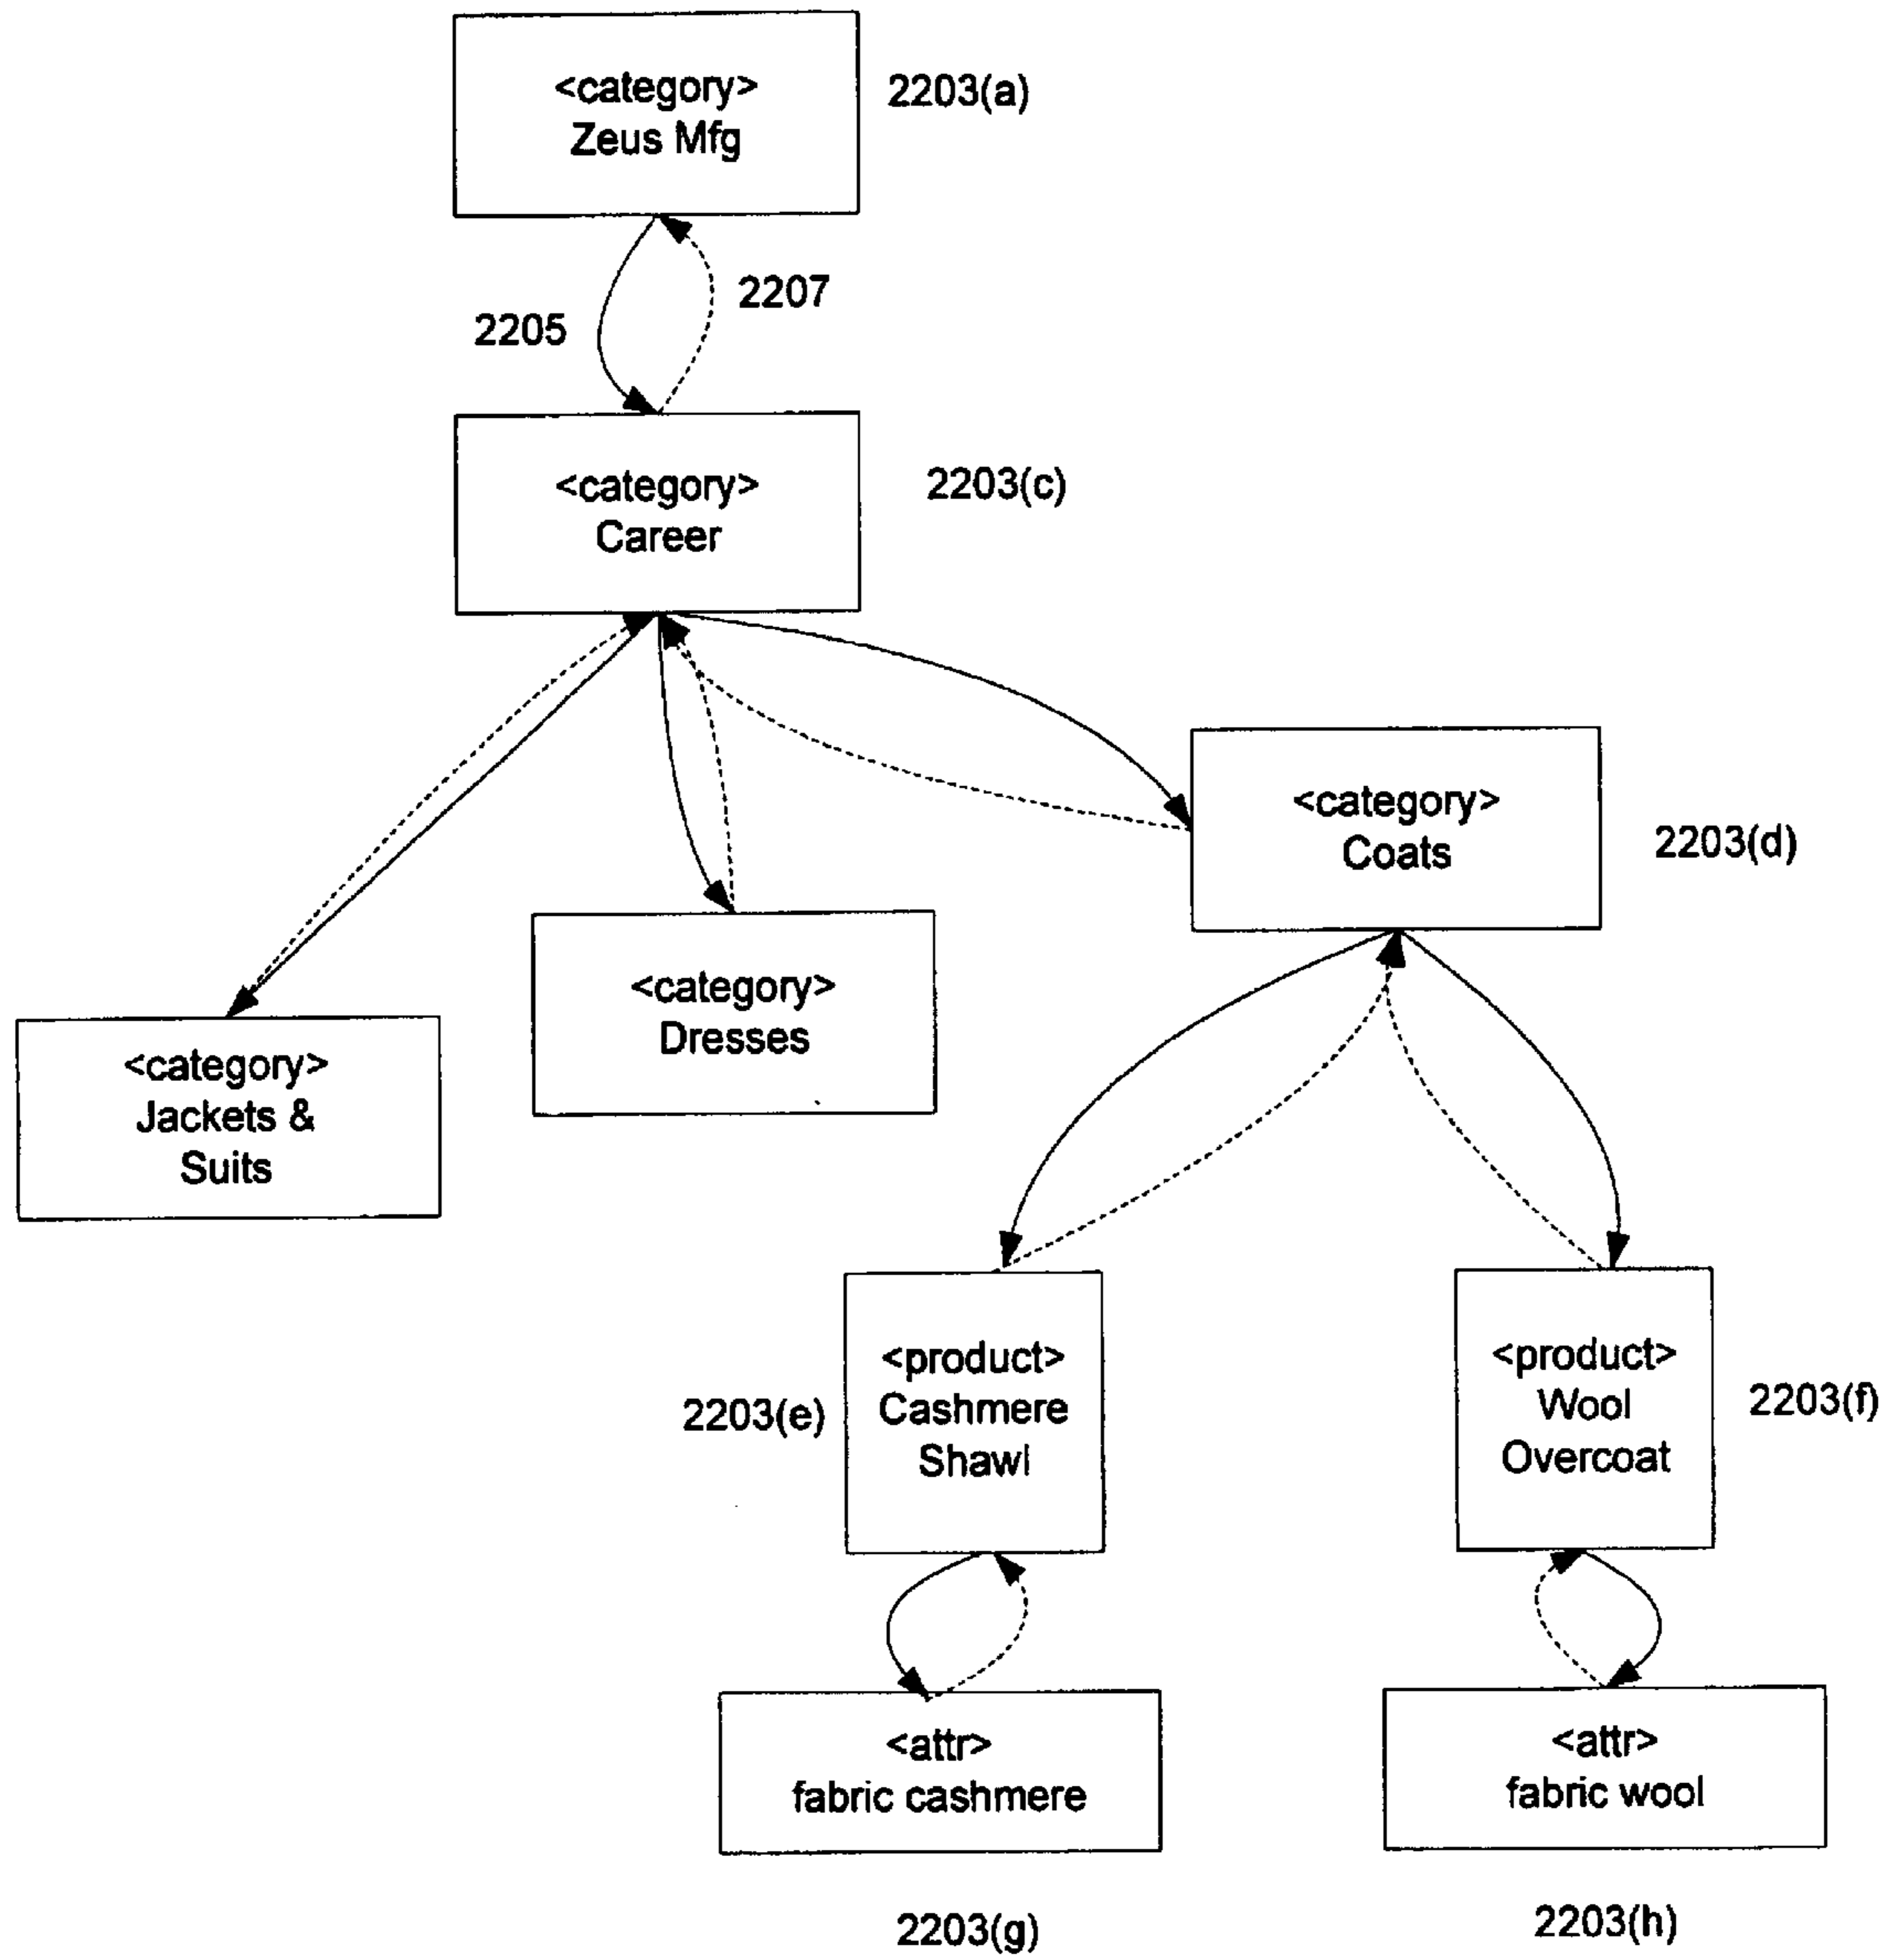 <category>
Zeus Mfg
2203(a)
2207
2205
<category>
Career
2203(c)
<category>
Coats
2203(d)
<category>
Dresses
<category>
Jackets &
Suits
<product>
Cashmere
Shawl
2203(e)
<product>
Wool
Overcoat
2203(f)
<attr>
fabric cashmere
<attr>
fabric wool
2203(g)
2203(h)